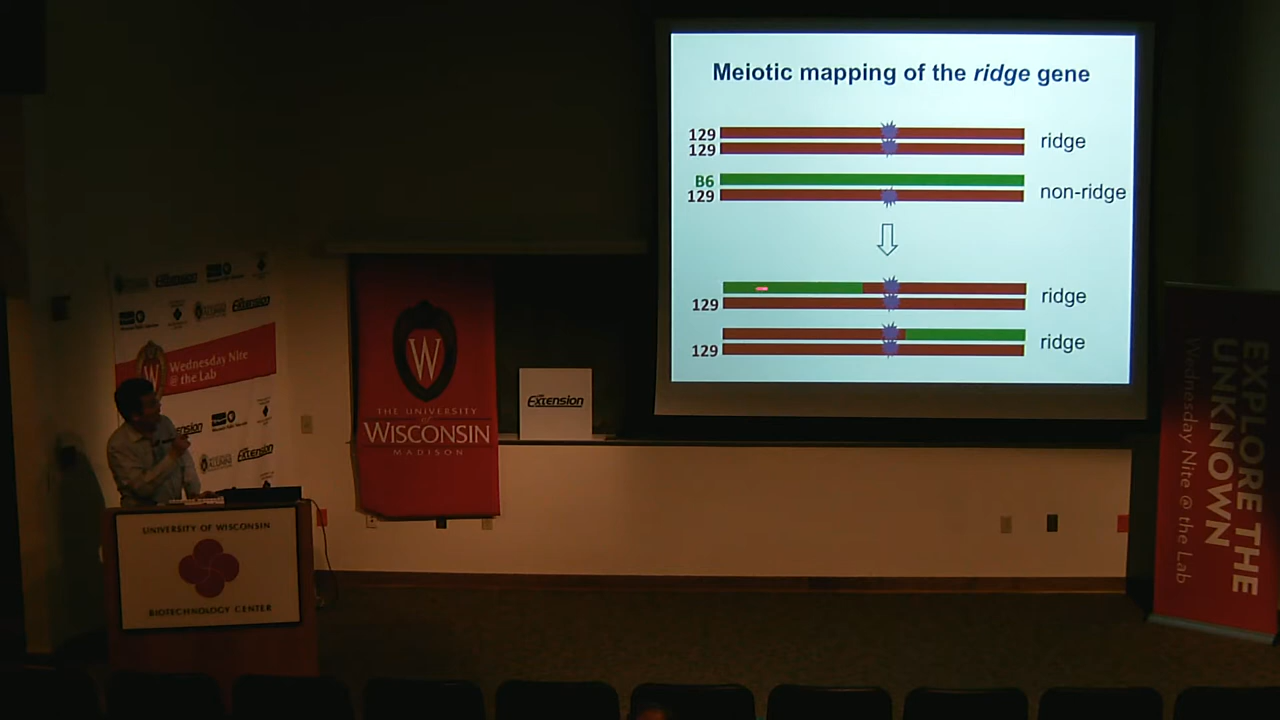 Meiotic mapping of the ridge gene
129
129
ridge
B6
129
non-ridge
129
ridge
129
ridge
Extension
Wednesday Nite
@ the Lab
Extension
Extension
W
THE UNIVERSITY
of
WISCONSIN
MADISON
Extension
UNIVERSITY OF WISCONSIN
BIOTECHNOLOGY CENTER
EXPLORE THE
UNKNOWN
Wednesday Nite @ the Lab